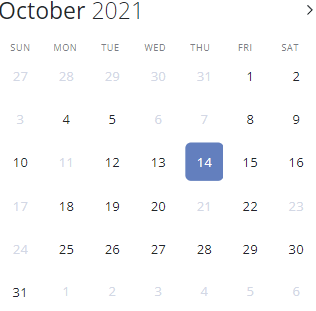 October 2021
SUN MON TUE WED THU FRI SAT
27 28 29 30 31 1 2
3 4 5 6 7 8 9
10 11 12 13 14 15 16
17 18 19 20 21 22 23
24 25 26 27 28 29 30
31 1 2 3 4 5 6